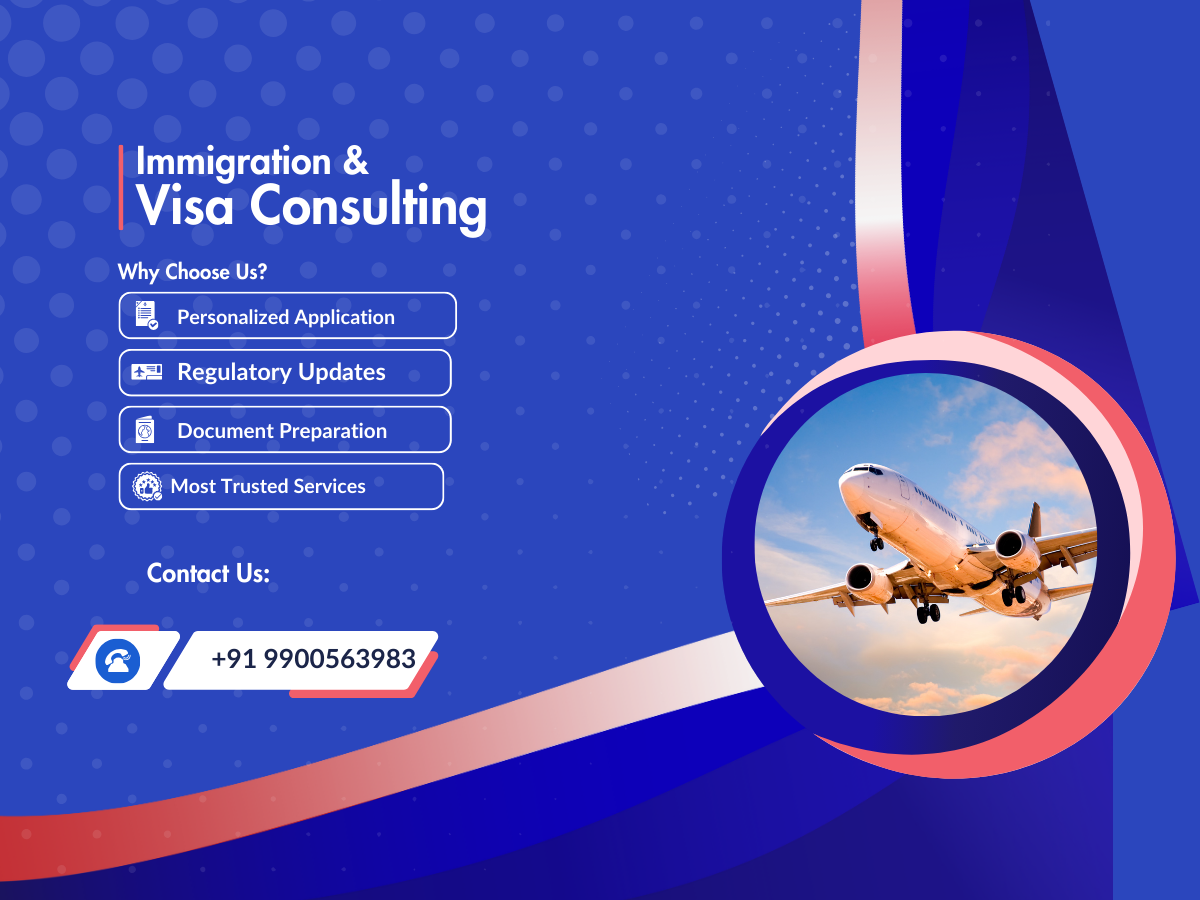 Immigration &
Visa Consulting
Why Choose Us?
Personalized Application
Regulatory Updates
Document Preparation
Most Trusted Services
Contact Us:
+91 9900563983